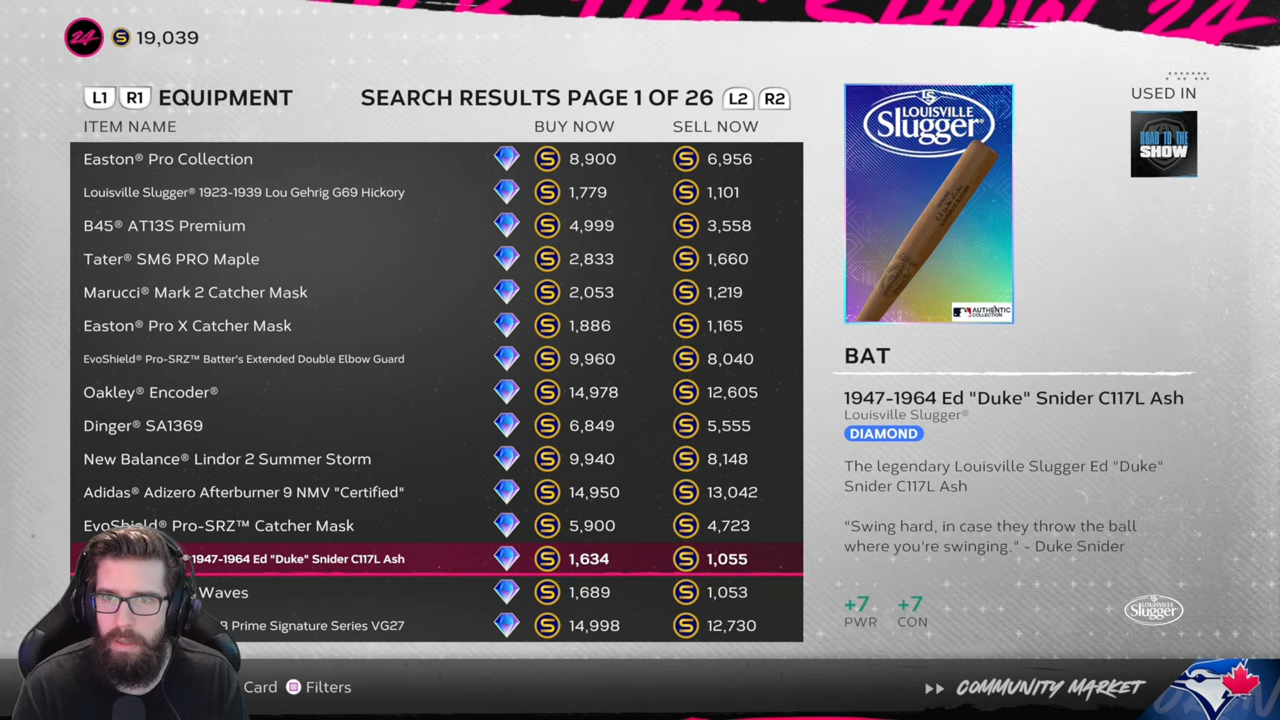 THE SHOW 24
24 S 19,039
L1 R1 EQUIPMENT SEARCH RESULTS PAGE 1 OF 26 L2 R2
ITEM NAME BUY NOW SELL NOW
Easton® Pro Collection S 8,900 S 6,956
Louisville Slugger® 1923-1939 Lou Gehrig G69 Hickory S 1,779 S 1,101
B45® AT13S Premium S 4,999 S 3,558
Tater® SM6 PRO Maple S 2,833 S 1,660
Marucci® Mark 2 Catcher Mask S 2,053 S 1,219
Easton® Pro X Catcher Mask S 1,886 S 1,165
EvoShield® Pro-SRZ™ Batter's Extended Double Elbow Guard S 9,960 S 8,040
Oakley® Encoder® S 14,978 S 12,605
Dinger® SA1369 S 6,849 S 5,555
New Balance® Lindor 2 Summer Storm S 9,940 S 8,148
Adidas® Adizero Afterburner 9 NMV "Certified" S 14,950 S 13,042
EvoShield® Pro-SRZ™ Catcher Mask S 5,900 S 4,723
® 1947-1964 Ed "Duke" Snider C117L Ash S 1,634 S 1,055
Waves S 1,689 S 1,053
Prime Signature Series VG27 S 14,998 S 12,730
Card Filters
LS
LOUISVILLE
Slugger®
AUTHENTIC
COLLECTION
USED IN
ROAD TO THE
SHOW
BAT
1947-1964 Ed "Duke" Snider C117L Ash
Louisville Slugger®
DIAMOND
The legendary Louisville Slugger Ed "Duke"
Snider C117L Ash
"Swing hard, in case they throw the ball
where you're swinging." - Duke Snider
+7 +7
PWR CON
LOUISVILLE
Slugger
COMMUNITY MARKET